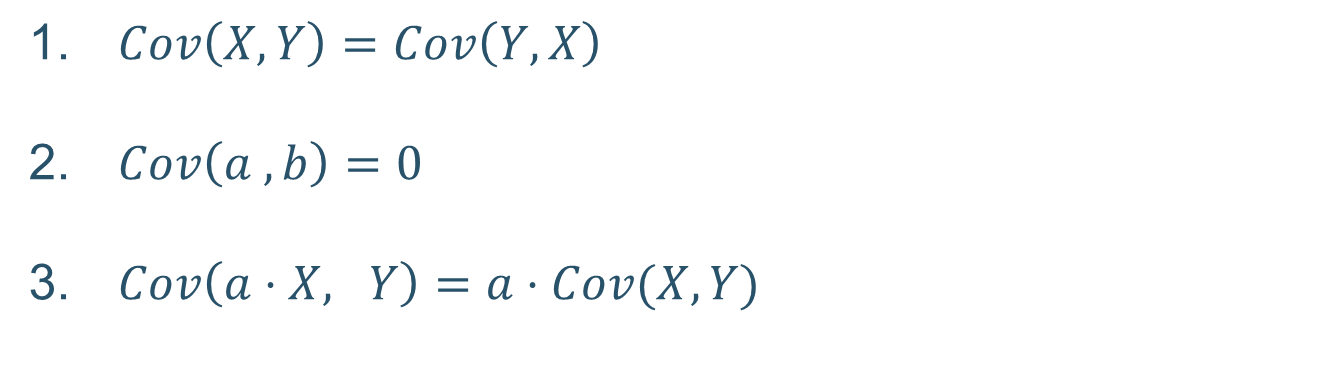 1. Cov(X, Y) = Cov(Y, X)
2. Cov(a , b) = 0
3. Cov(a · X, Y) = a · Cov(X, Y)